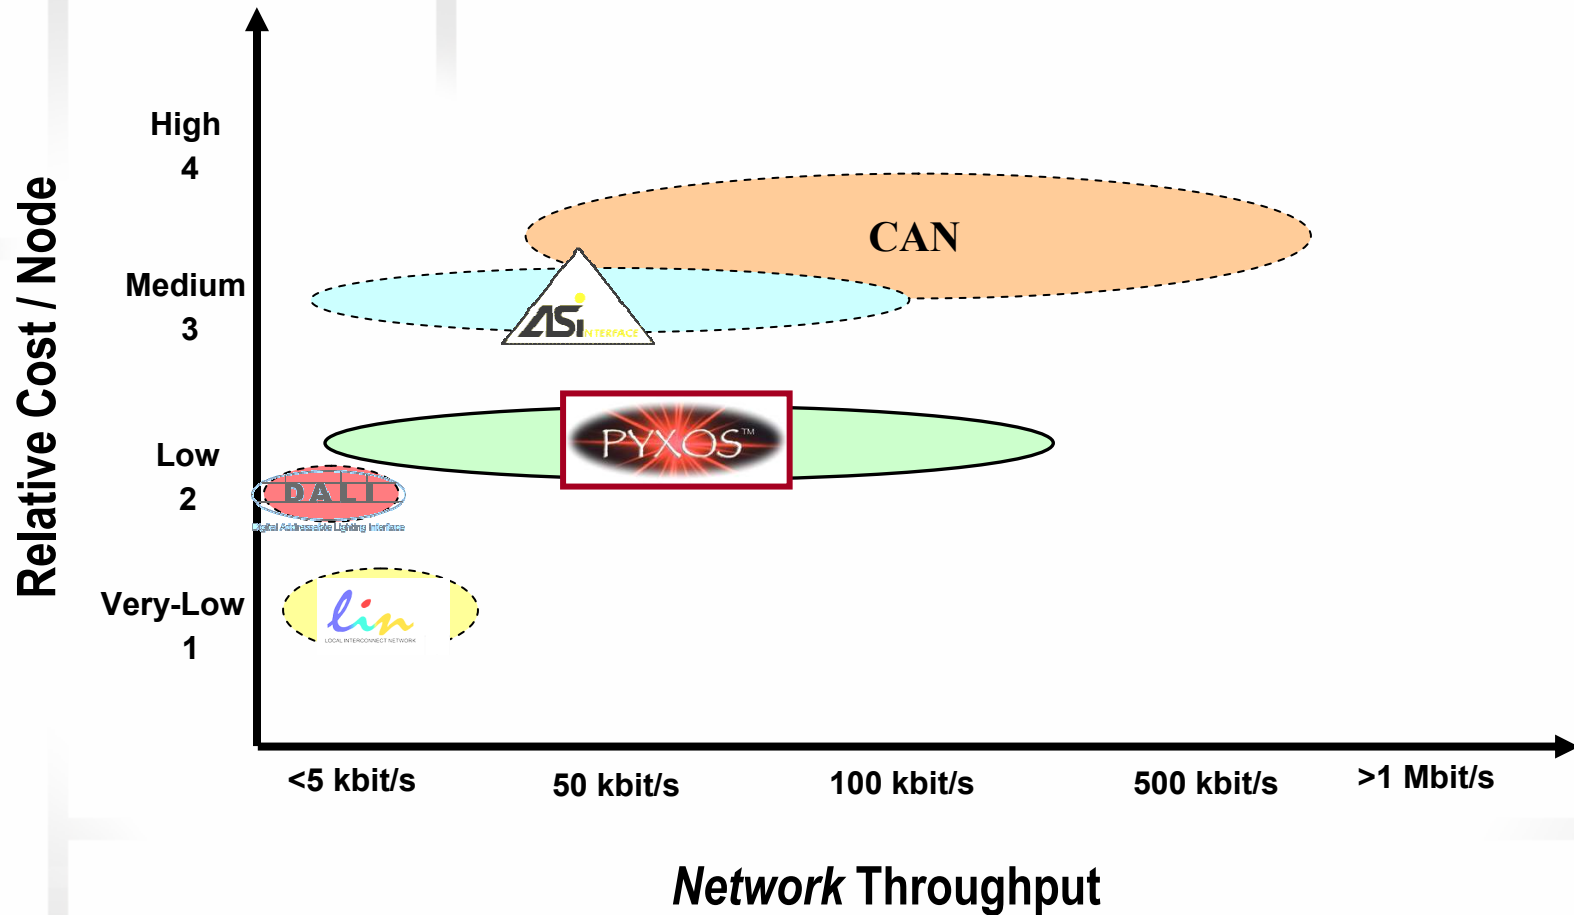 Relative Cost / Node
High
4
CAN
Medium
3
ASi
INTERFACE
PYXOS™
Low
2
DALI
Digital Addressable Lighting Interface
Very-Low
1
lin
LOCAL INTERCONNECT NETWORK
<5 kbit/s
50 kbit/s
100 kbit/s
500 kbit/s
>1 Mbit/s
Network Throughput